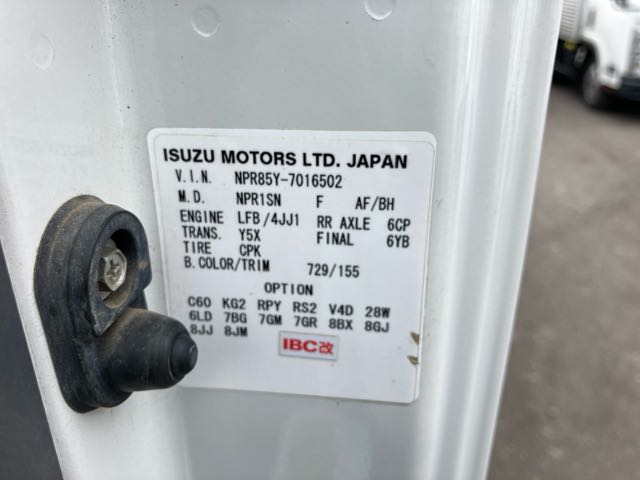 ISUZU MOTORS LTD. JAPAN
V.I.N. NPR85Y-7016502
M.D. NPR1SN F AF/BH
ENGINE LFB/4JJ1 RR AXLE 6CP
TRANS. Y5X FINAL 6YB
TIRE CPK
B.COLOR/TRIM 729/155
OPTION
C60 KG2 RPY RS2 V4D 28W
6LD 7BG 7GM 7GR 8BX 8GJ
8JJ 8JM
IBC改